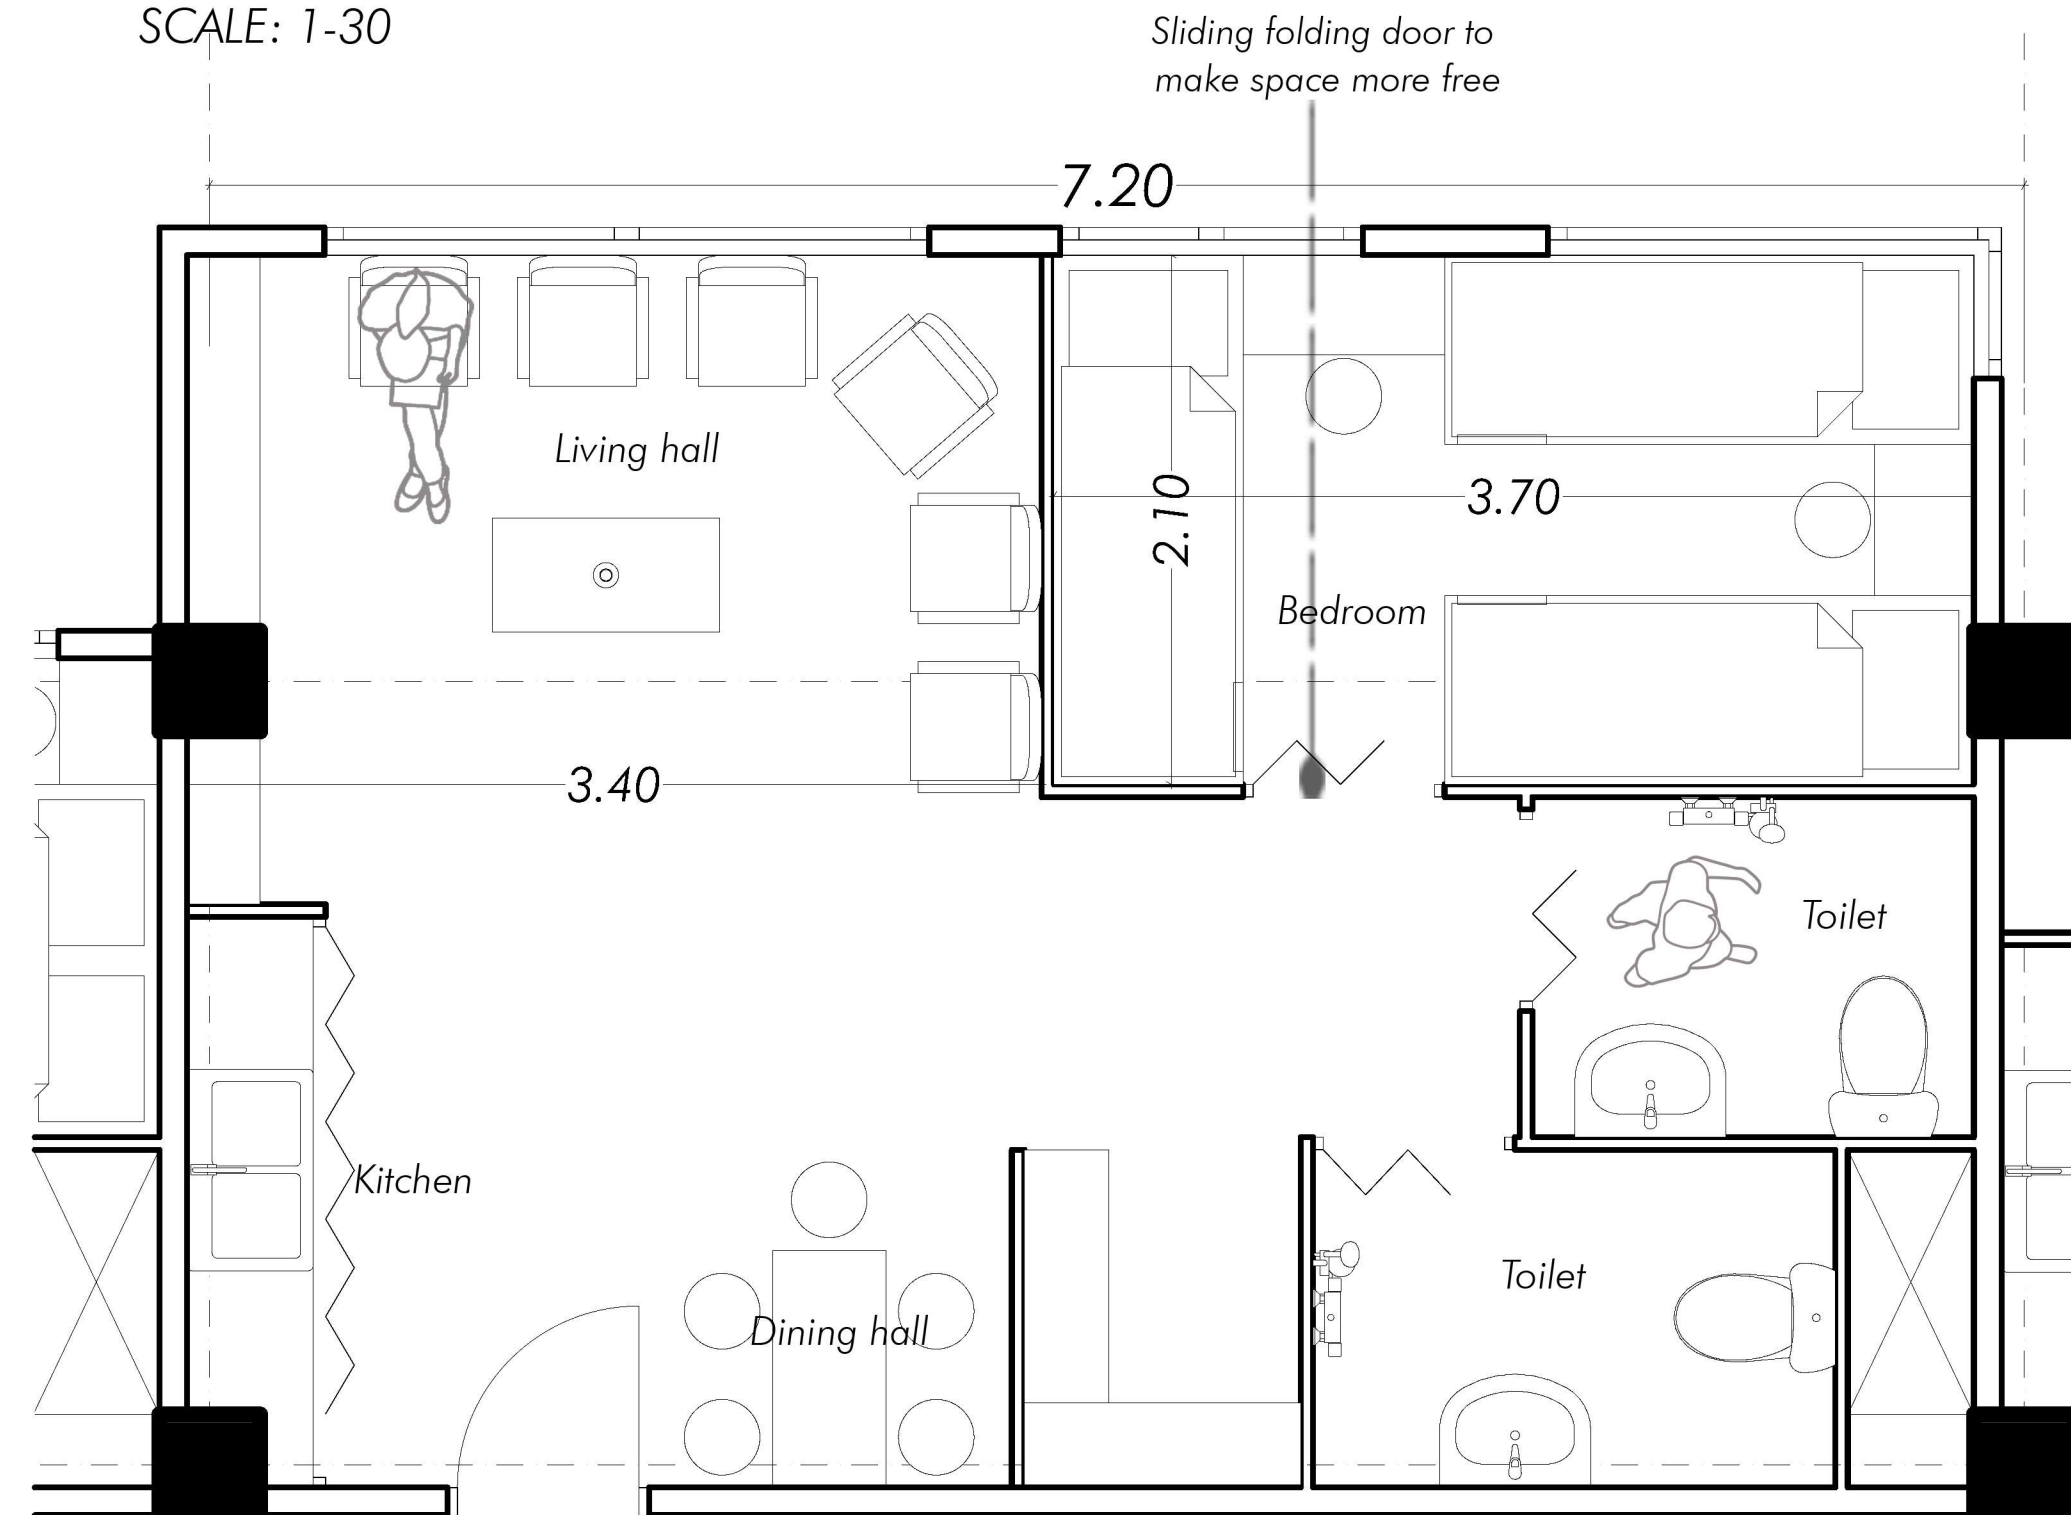 SCALE: 1-30
Sliding folding door to
make space more free
7.20
Living hall
3.70
2.10
Bedroom
3.40
Toilet
Kitchen
Toilet
Dining hall